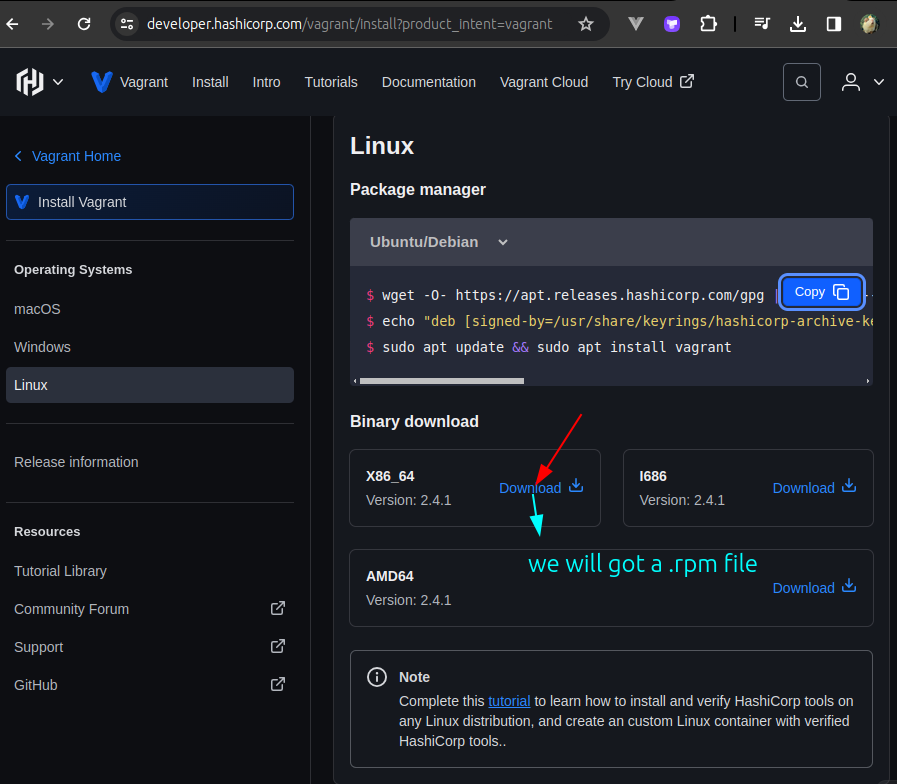 developer.hashicorp.com/vagrant/install?product_intent=vagrant
Vagrant Install Intro Tutorials Documentation Vagrant Cloud Try Cloud
Vagrant Home
Install Vagrant
Operating Systems
macOS
Windows
Linux
Release information
Resources
Tutorial Library
Community Forum
Support
GitHub
Linux
Package manager
Ubuntu/Debian
$ wget -O- https://apt.releases.hashicorp.com/gpg
Copy
$ echo "deb [signed-by=/usr/share/keyrings/hashicorp-archive-ke
$ sudo apt update && sudo apt install vagrant
Binary download
X86_64
Version: 2.4.1
Download
I686
Version: 2.4.1
Download
we will got a .rpm file
AMD64
Version: 2.4.1
Download
Note
Complete this tutorial to learn how to install and verify HashiCorp tools on
any Linux distribution, and create an custom Linux container with verified
HashiCorp tools..